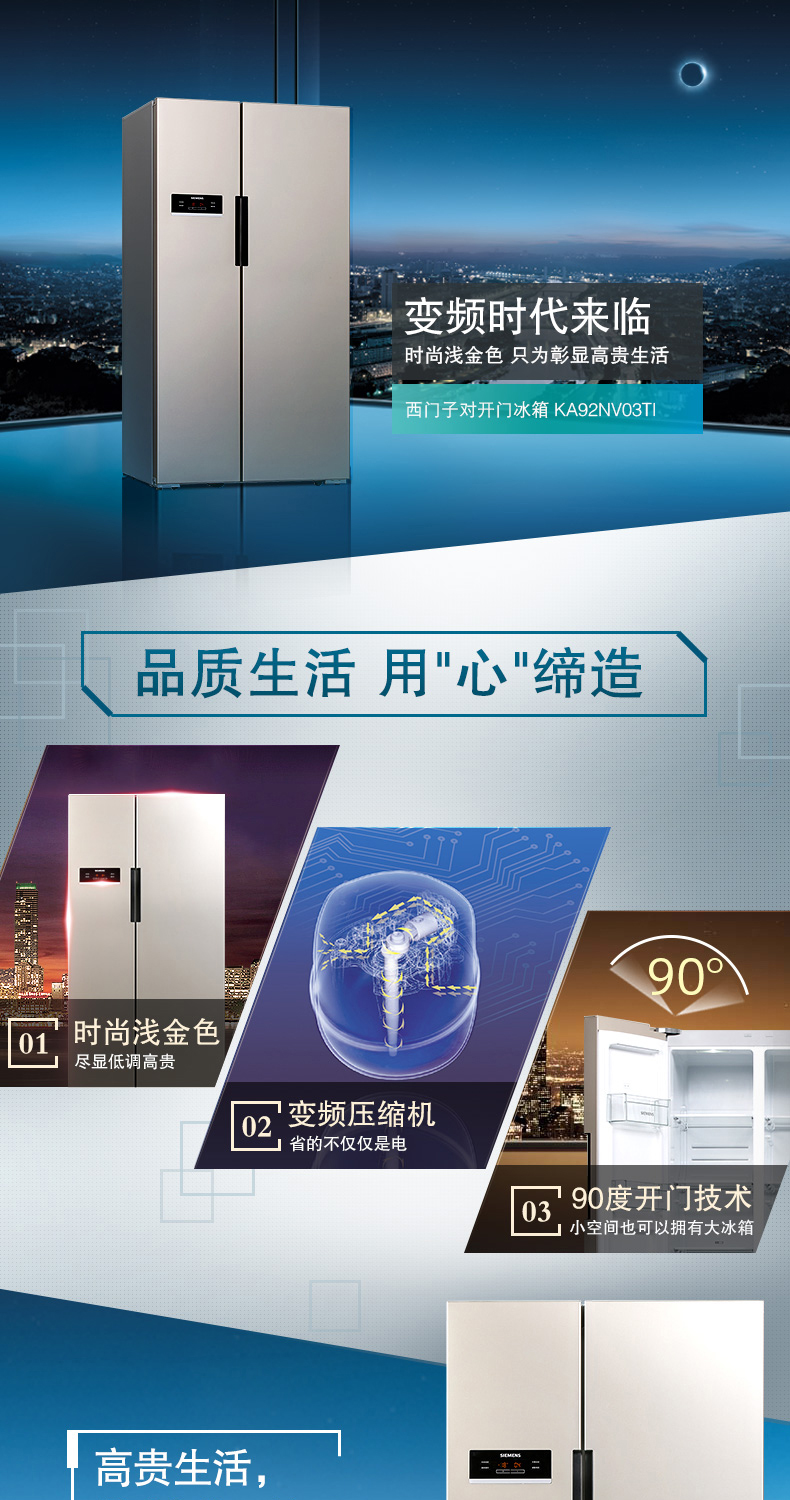 SIEMENS
变频时代来临
时尚浅金色 只为彰显高贵生活
西门子对开门冰箱 KA92NV03TI
品质生活 用"心"缔造
01
时尚浅金色
尽显低调高贵
02
变频压缩机
省的不仅仅是电
90°
03
90度开门技术
小空间也可以拥有大冰箱
SIEMENS
高贵生活，